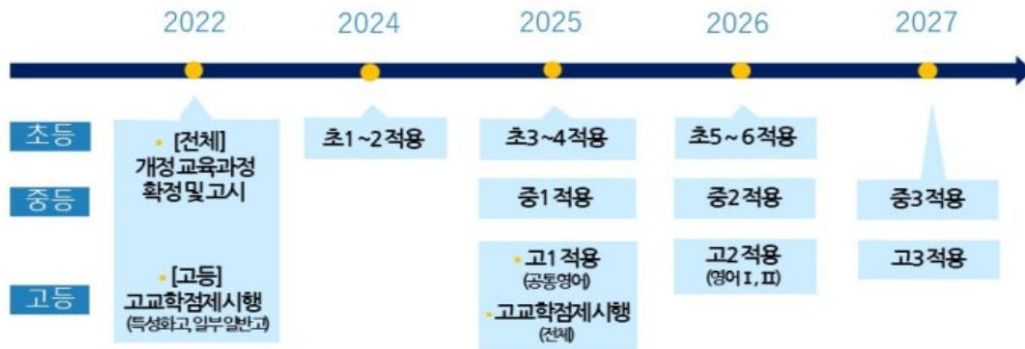 2022 2024 2025 2026 2027
초등
• [전체]
개정 교육과정
확정 및 고시
초1~2 적용
초3~4 적용
초5~6 적용
중등
중1 적용
중2 적용
중3 적용
고등
• [고등]
고교학점제 시행
(특성화고, 일부 일반고)
• 고1 적용
(공통영어)
• 고교학점제 시행
(전체)
고2 적용
(영어 I, II)
고3 적용